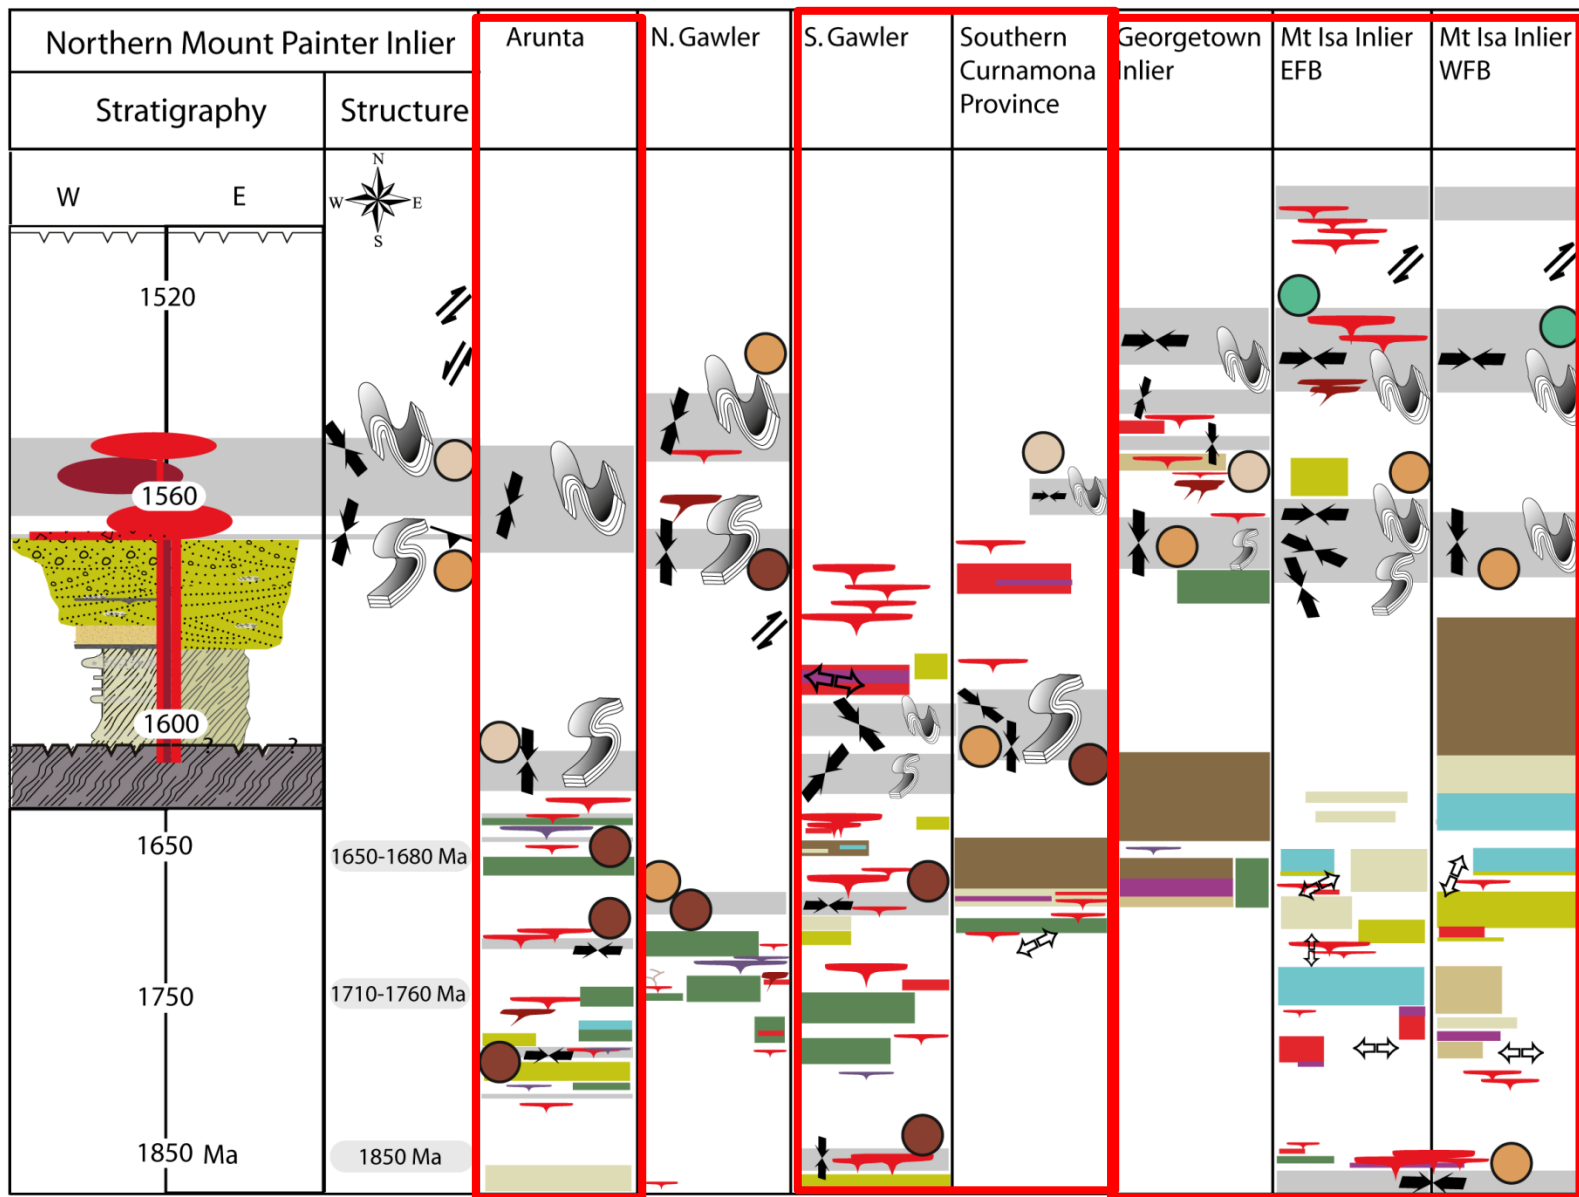 Northern Mount Painter Inlier
Stratigraphy
Structure
Arunta
N. Gawler
S. Gawler
Southern
Curnamona
Province
Georgetown
Inlier
Mt Isa Inlier
EFB
Mt Isa Inlier
WFB
W
E
N
W
E
S
1520
1560
1600
?
?
1650
1650-1680 Ma
1750
1710-1760 Ma
1850 Ma
1850 Ma